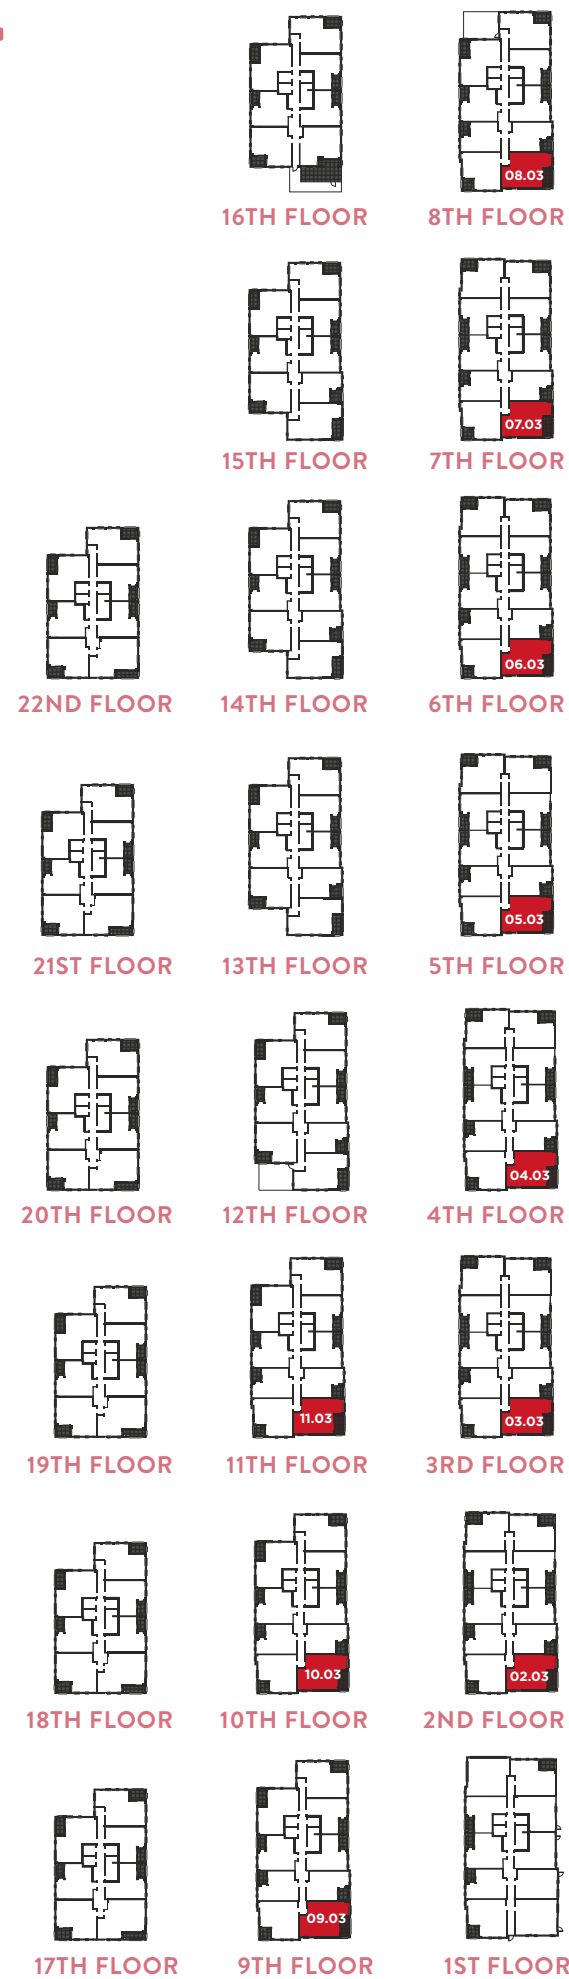 08.03
16TH FLOOR 8TH FLOOR
07.03
15TH FLOOR 7TH FLOOR
06.03
22ND FLOOR 14TH FLOOR 6TH FLOOR
05.03
21ST FLOOR 13TH FLOOR 5TH FLOOR
04.03
20TH FLOOR 12TH FLOOR 4TH FLOOR
11.03 03.03
19TH FLOOR 11TH FLOOR 3RD FLOOR
10.03 02.03
18TH FLOOR 10TH FLOOR 2ND FLOOR
09.03
17TH FLOOR 9TH FLOOR 1ST FLOOR